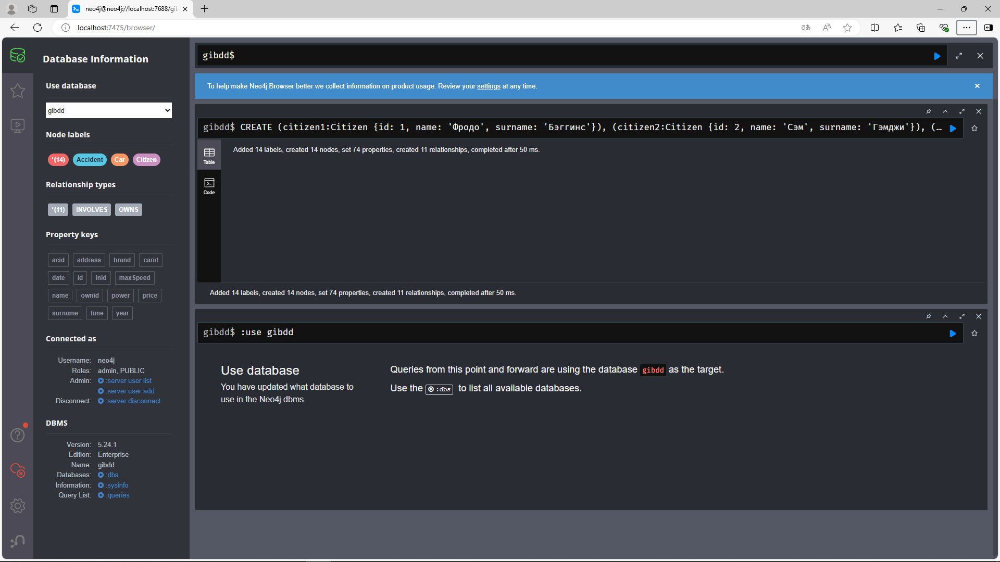 neo4j@neo4j://localhost:7688/gib
localhost:7475/browser/
Database Information
Use database
gibdd
Node labels
*(14) Accident Car Citizen
Relationship types
*(11) INVOLVES OWNS
Property keys
acid address brand carid
date id inid maxSpeed
name ownid power price
surname time year
Connected as
Username: neo4j
Roles: admin, PUBLIC
Admin: :server user list
:server user add
Disconnect: :server disconnect
DBMS
Version: 5.24.1
Edition: Enterprise
Name: gibdd
Databases: :dbs
Information: :sysinfo
Query List: :queries
gibdd$
To help make Neo4j Browser better we collect information on product usage. Review your settings at any time.
gibdd$ CREATE (citizen1:Citizen {id: 1, name: 'Фродо', surname: 'Бэггинс'}), (citizen2:Citizen {id: 2, name: 'Сэм', surname: 'Гэмджи'}), (…
Table
Code
Added 14 labels, created 14 nodes, set 74 properties, created 11 relationships, completed after 50 ms.
Added 14 labels, created 14 nodes, set 74 properties, created 11 relationships, completed after 50 ms.
gibdd$ :use gibdd
Use database
You have updated what database to
use in the Neo4j dbms.
Queries from this point and forward are using the database gibdd as the target.
Use the :dbs to list all available databases.